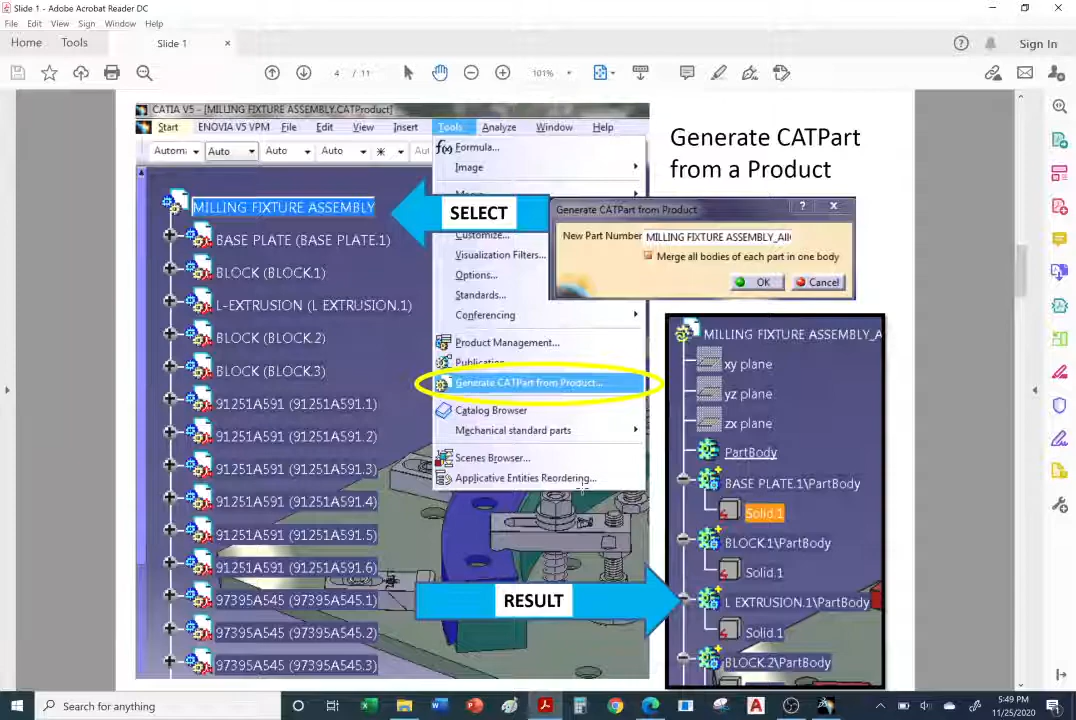 Slide 1 - Adobe Acrobat Reader DC
File Edit View Sign Window Help
Home Tools Slide 1 × Sign In
4 / 11 101%
CATIA V5 - [MILLING FIXTURE ASSEMBLY.CATProduct]
Start ENOVIA V5 VPM File Edit View Insert Tools Analyze Window Help
Automa Auto Auto Auto Aut
Formula...
Image
Customize...
Visualization Filters...
Options...
Standards...
Conferencing
Product Management...
Publication
Generate CATPart from Product...
Catalog Browser
Mechanical standard parts
Scenes Browser...
Applicative Entities Reordering...
MILLING FIXTURE ASSEMBLY
BASE PLATE (BASE PLATE.1)
BLOCK (BLOCK.1)
L-EXTRUSION (L EXTRUSION.1)
BLOCK (BLOCK.2)
BLOCK (BLOCK.3)
91251A591 (91251A591.1)
91251A591 (91251A591.2)
91251A591 (91251A591.3)
91251A591 (91251A591.4)
91251A591 (91251A591.5)
91251A591 (91251A591.6)
97395A545 (97395A545.1)
97395A545 (97395A545.2)
97395A545 (97395A545.3)
SELECT
RESULT
Generate CATPart
from a Product
Generate CATPart from Product ? X
New Part Number MILLING FIXTURE ASSEMBLY_All
Merge all bodies of each part in one body
OK Cancel
MILLING FIXTURE ASSEMBLY_A
xy plane
yz plane
zx plane
PartBody
BASE PLATE.1\PartBody
Solid.1
BLOCK.1\PartBody
Solid.1
L EXTRUSION.1\PartBody
Solid.1
BLOCK.2\PartBody
Search for anything
5:49 PM
11/25/2020